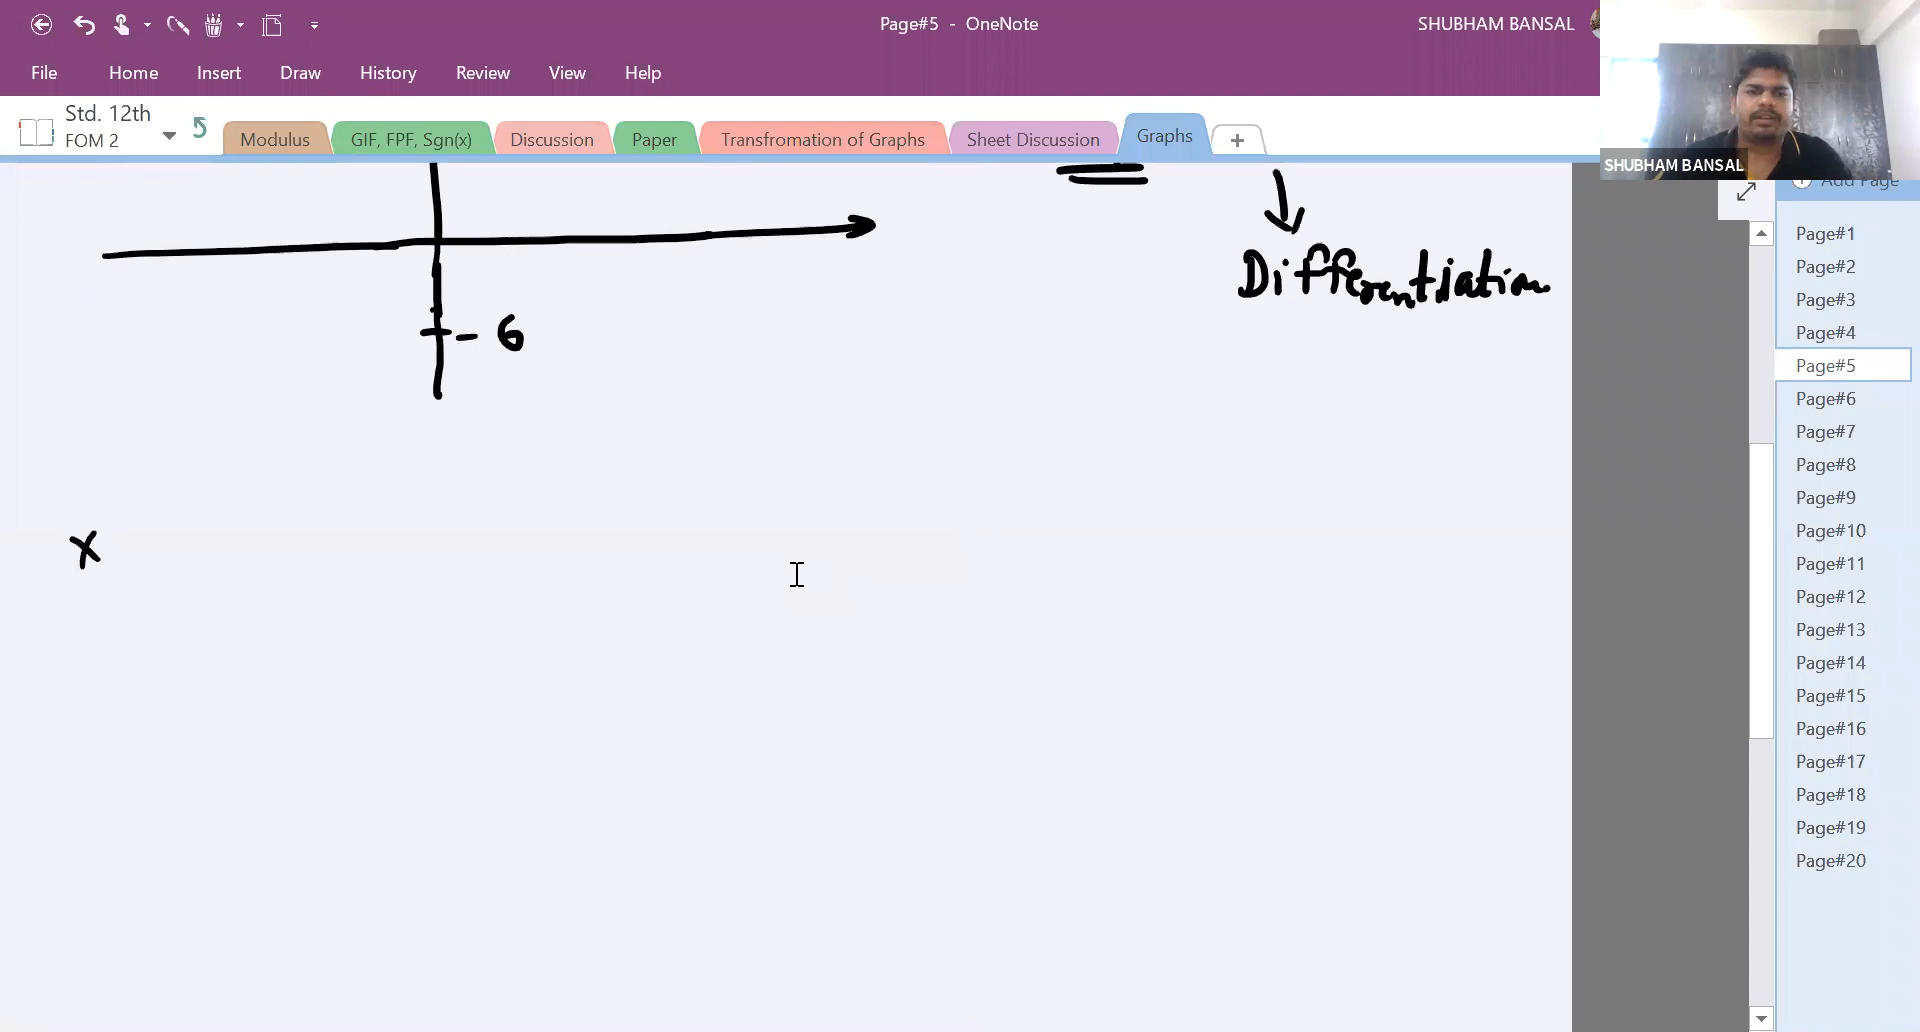 Page#5 - OneNote
SHUBHAM BANSAL
File Home Insert Draw History Review View Help
Std. 12th
FOM 2
Modulus GIF, FPF, Sgn(x) Discussion Paper Transfromation of Graphs Sheet Discussion Graphs +
SHUBHAM BANSAL
Add Page
Differentiation
- 6
x
Page#1
Page#2
Page#3
Page#4
Page#5
Page#6
Page#7
Page#8
Page#9
Page#10
Page#11
Page#12
Page#13
Page#14
Page#15
Page#16
Page#17
Page#18
Page#19
Page#20